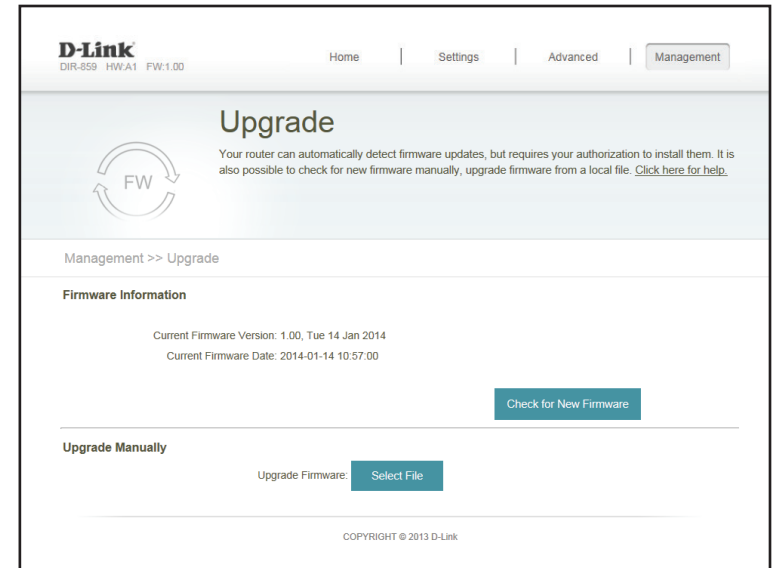 D-Link
DIR-859 HW:A1 FW:1.00
Home | Settings | Advanced | Management
Upgrade
Your router can automatically detect firmware updates, but requires your authorization to install them. It is
also possible to check for new firmware manually, upgrade firmware from a local file. Click here for help.
FW
Management >> Upgrade
Firmware Information
Current Firmware Version: 1.00, Tue 14 Jan 2014
Current Firmware Date: 2014-01-14 10:57:00
Check for New Firmware
Upgrade Manually
Upgrade Firmware: Select File
COPYRIGHT © 2013 D-Link